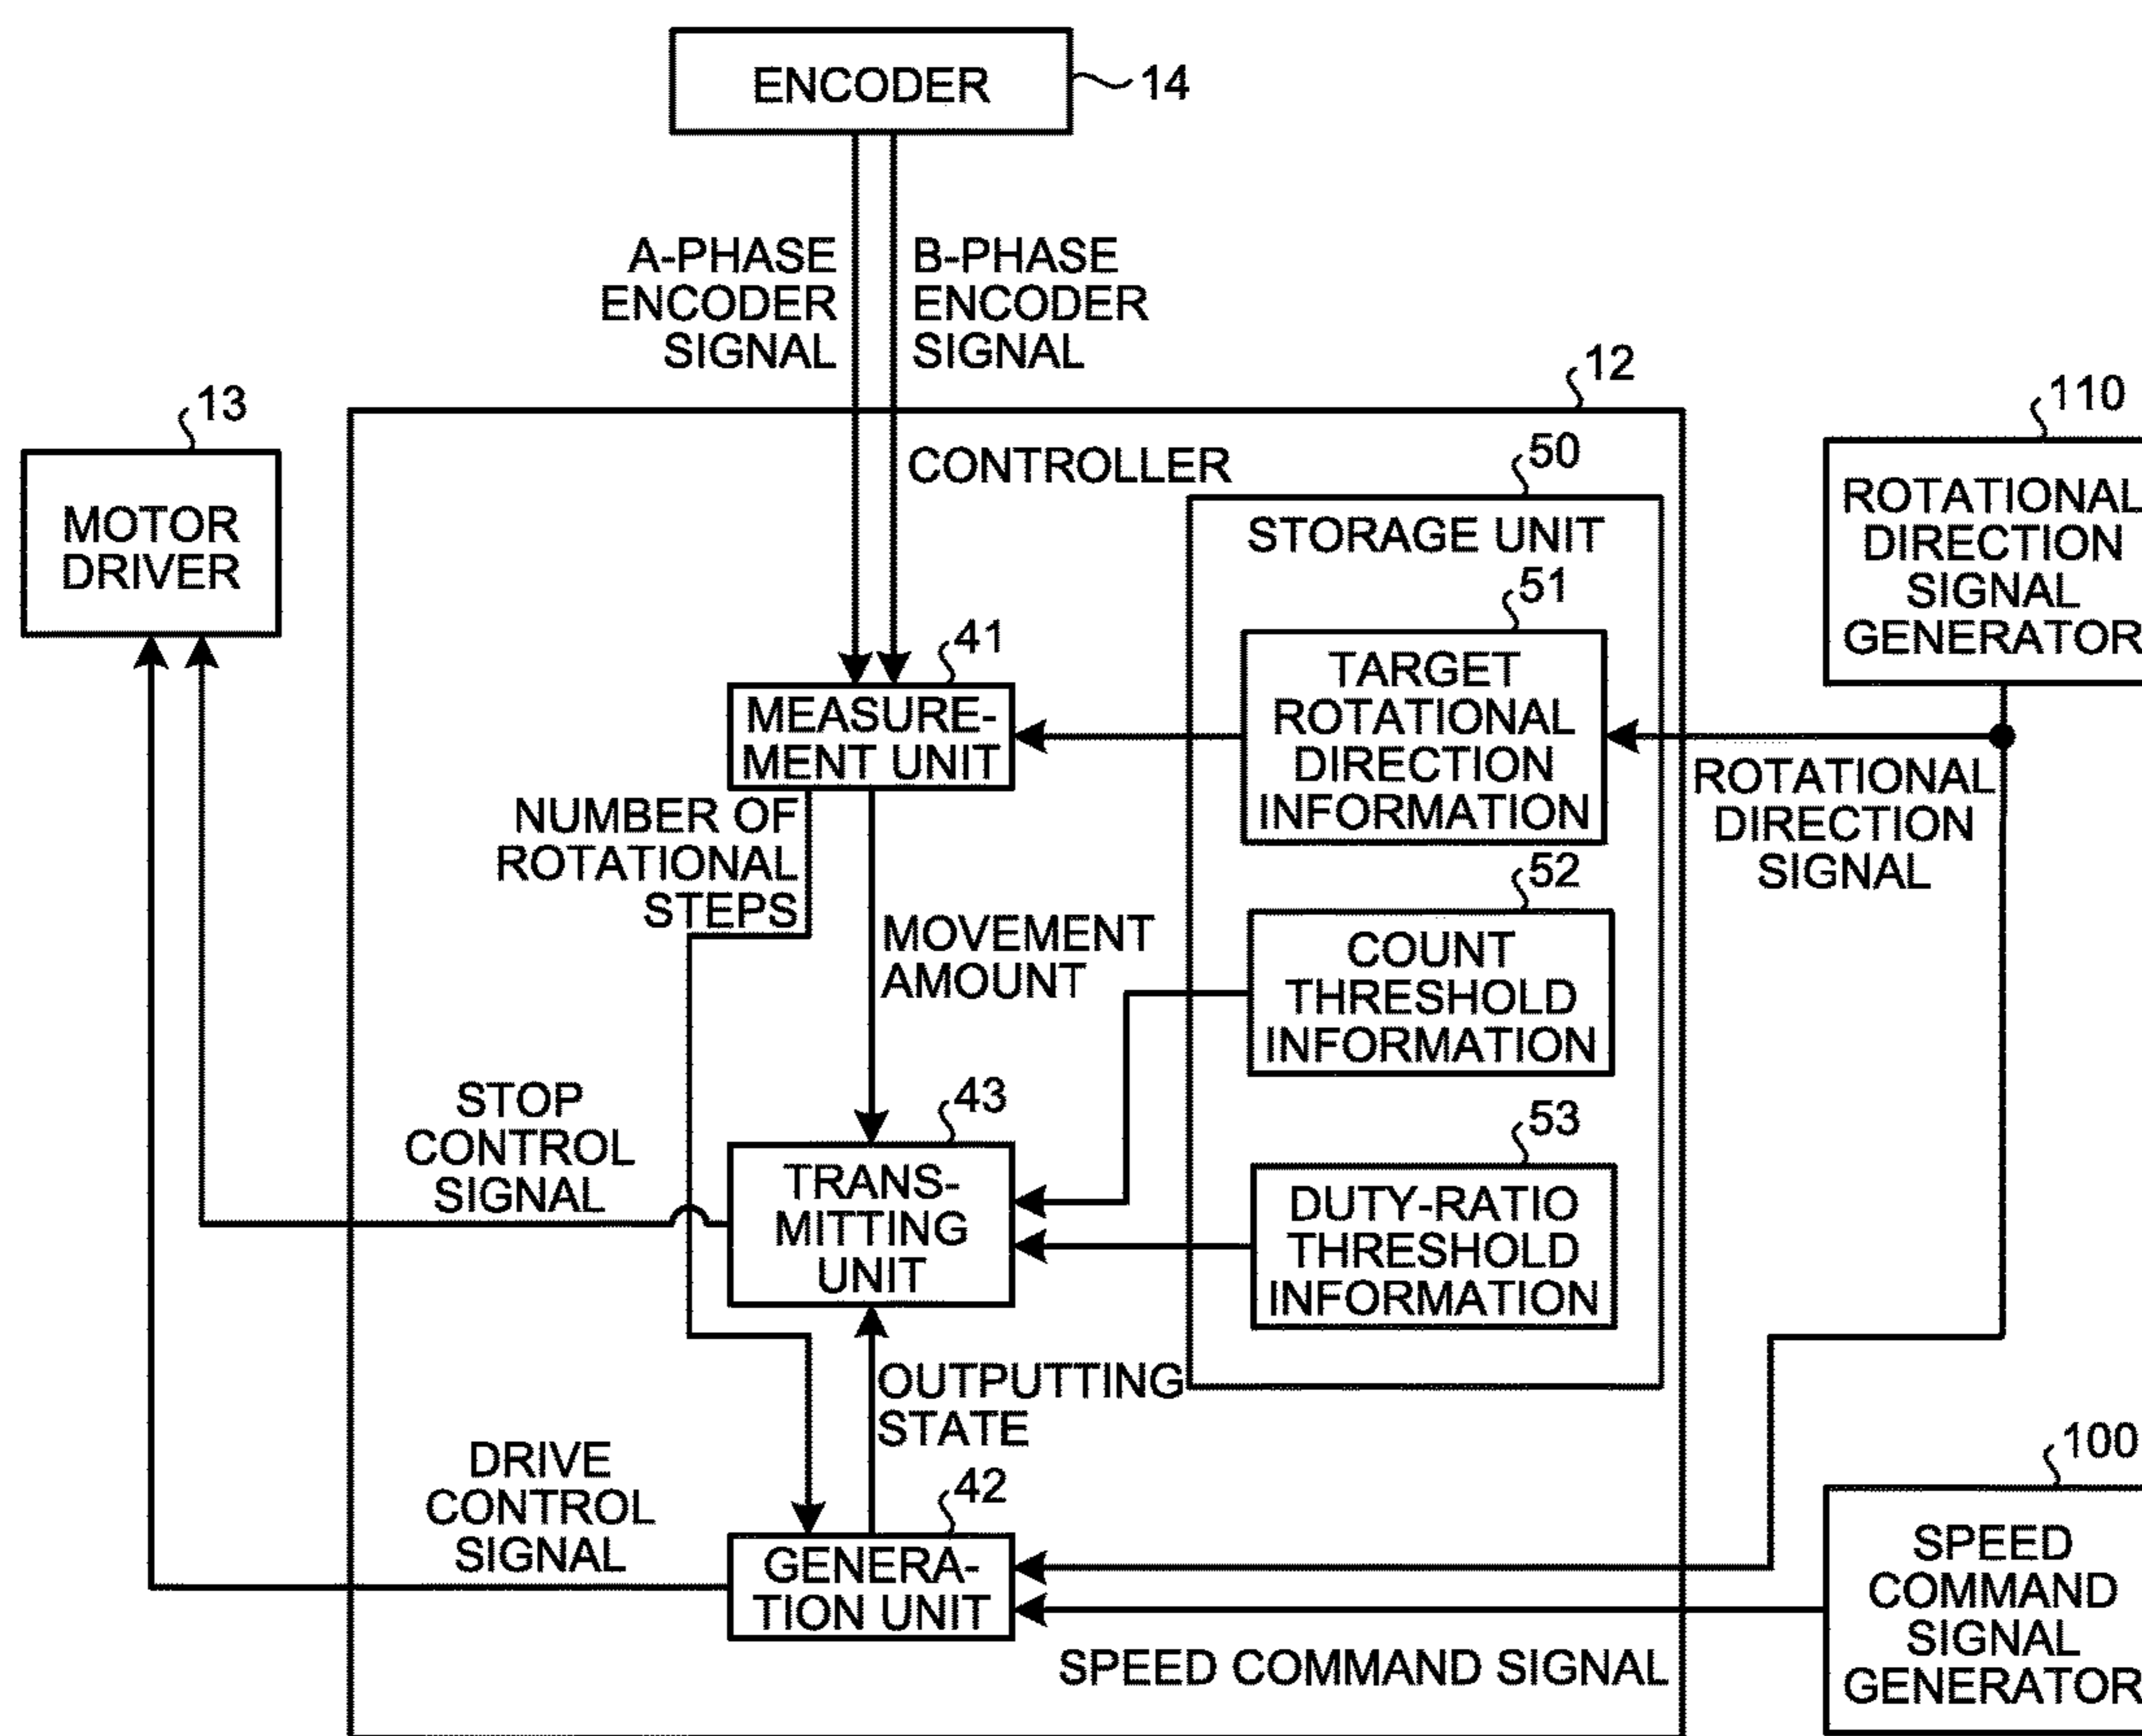 ENCODER
14
A-PHASE
ENCODER
SIGNAL
B-PHASE
ENCODER
SIGNAL
12
13
MOTOR
DRIVER
CONTROLLER
50
STORAGE UNIT
110
ROTATIONAL
DIRECTION
SIGNAL
GENERATOR
41
MEASURE-
MENT UNIT
51
TARGET
ROTATIONAL
DIRECTION
INFORMATION
ROTATIONAL
DIRECTION
SIGNAL
NUMBER OF
ROTATIONAL
STEPS
MOVEMENT
AMOUNT
52
COUNT
THRESHOLD
INFORMATION
STOP
CONTROL
SIGNAL
43
TRANS-
MITTING
UNIT
53
DUTY-RATIO
THRESHOLD
INFORMATION
OUTPUTTING
STATE
DRIVE
CONTROL
SIGNAL
42
GENERA-
TION UNIT
100
SPEED
COMMAND
SIGNAL
GENERATOR
SPEED COMMAND SIGNAL